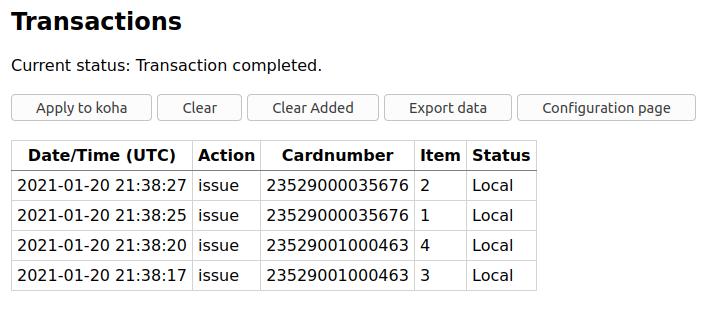 Transactions
Current status: Transaction completed.
Apply to koha Clear Clear Added Export data Configuration page
Date/Time (UTC) Action Cardnumber Item Status
2021-01-20 21:38:27 issue 23529000035676 2 Local
2021-01-20 21:38:25 issue 23529000035676 1 Local
2021-01-20 21:38:20 issue 23529001000463 4 Local
2021-01-20 21:38:17 issue 23529001000463 3 Local